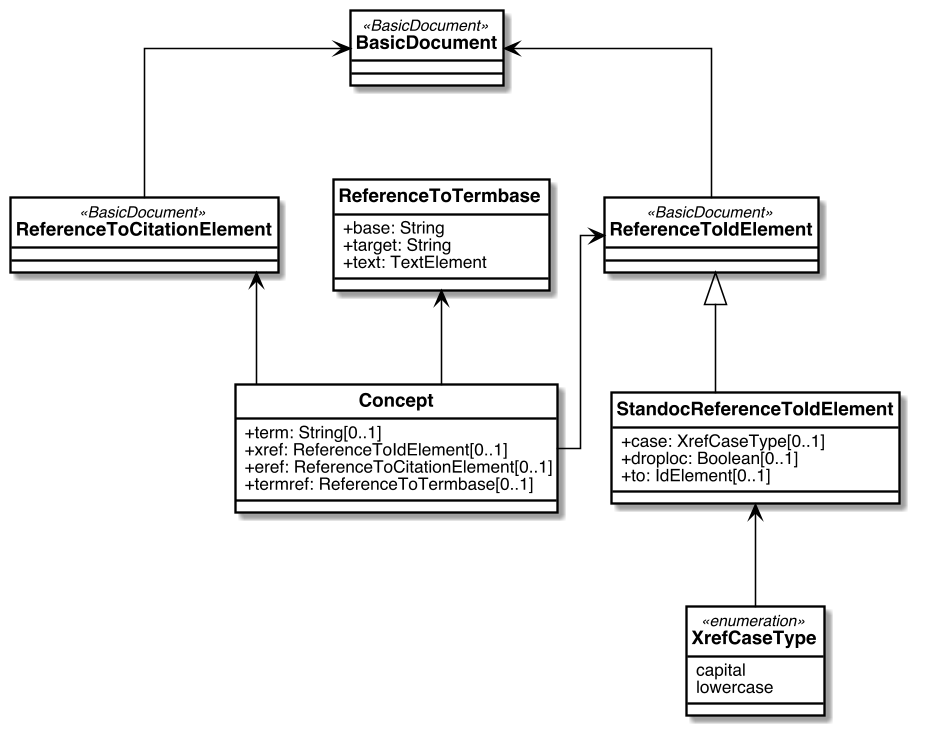 «BasicDocument»
BasicDocument
«BasicDocument»
ReferenceToCitationElement
ReferenceToTermbase
+base: String
+target: String
+text: TextElement
«BasicDocument»
ReferenceToIdElement
Concept
+term: String[0..1]
+xref: ReferenceToIdElement[0..1]
+eref: ReferenceToCitationElement[0..1]
+termref: ReferenceToTermbase[0..1]
StandocReferenceToIdElement
+case: XrefCaseType[0..1]
+droploc: Boolean[0..1]
+to: IdElement[0..1]
«enumeration»
XrefCaseType
capital
lowercase